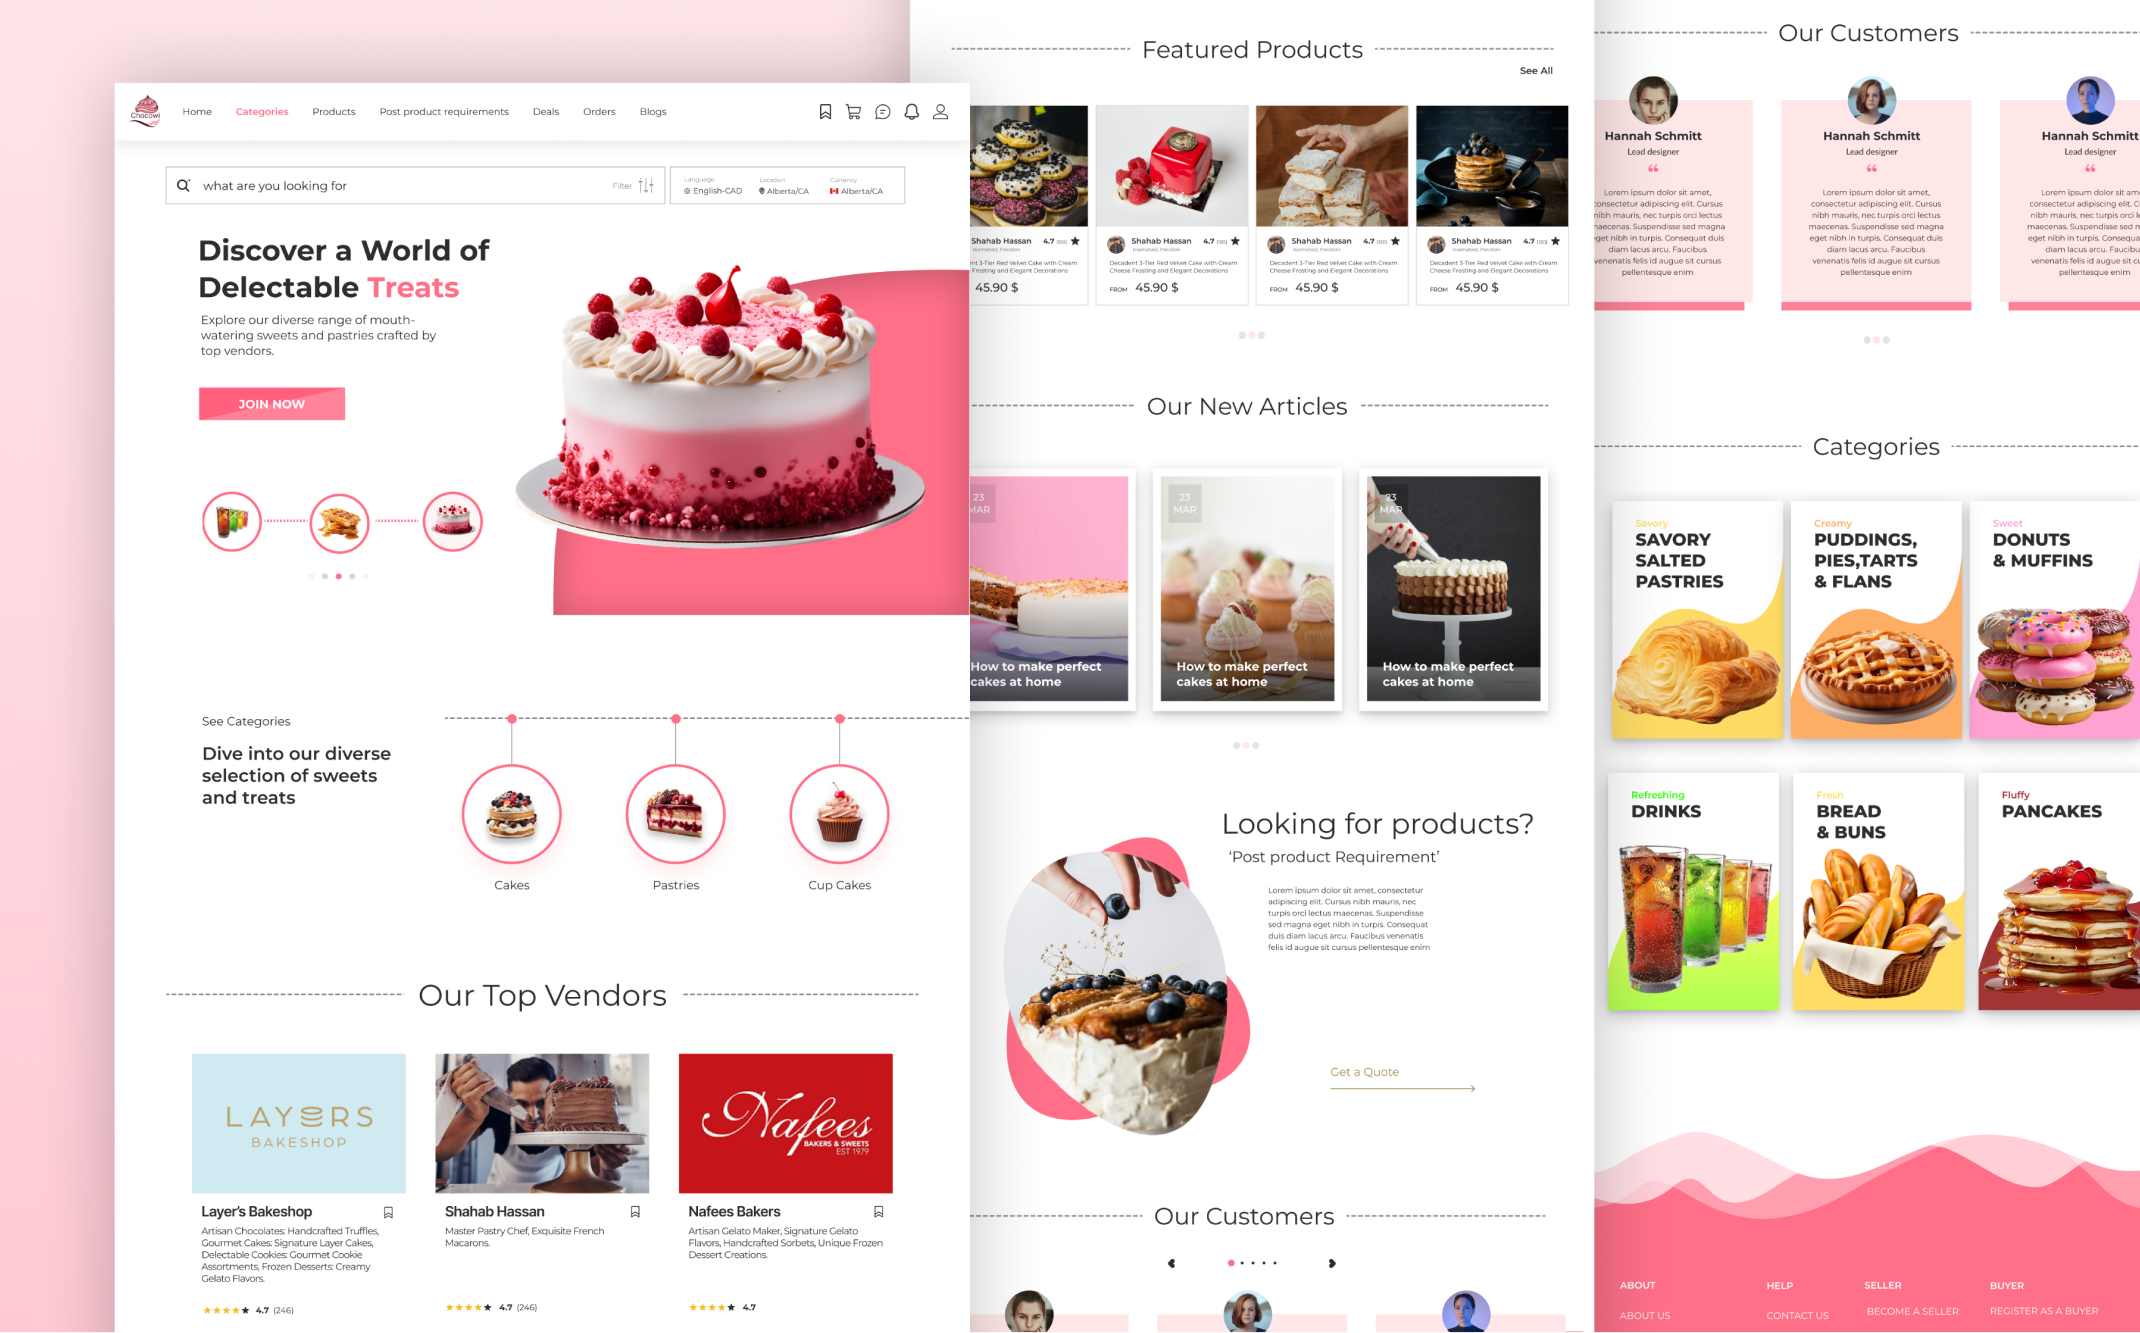 Chocowi
Home
Categories
Products
Post product requirements
Deals
Orders
Blogs
what are you looking for
Filter
Language
English-CAD
Location
Alberta/CA
Currency
Alberta/CA
Discover a World of
Delectable Treats
Explore our diverse range of mouth-
watering sweets and pastries crafted by
top vendors.
JOIN NOW
See Categories
Dive into our diverse
selection of sweets
and treats
Cakes
Pastries
Cup Cakes
Our Top Vendors
LAYERS
BAKESHOP
Nafees
BAKERS & SWEETS
EST 1979
Layer's Bakeshop
Artisan Chocolates: Handcrafted Truffles,
Gourmet Cakes: Signature Layer Cakes,
Delectable Cookies: Gourmet Cookie
Assortments, Frozen Desserts: Creamy
Gelato Flavors.
4.7 (246)
Shahab Hassan
Master Pastry Chef, Exquisite French
Macarons.
4.7 (246)
Nafees Bakers
Artisan Gelato Maker, Signature Gelato
Flavors, Handcrafted Sorbets, Unique Frozen
Dessert Creations.
4.7
Featured Products
See All
Shahab Hassan
4.7 (120)
Islamabad, Pakistan
3-Tier Red Velvet Cake with Cream
Frosting and Elegant Decorations
45.90 $
Shahab Hassan
4.7 (120)
Islamabad, Pakistan
Decadent 3-Tier Red Velvet Cake with Cream
Cheese Frosting and Elegant Decorations
FROM 45.90 $
Shahab Hassan
4.7 (120)
Islamabad, Pakistan
Decadent 3-Tier Red Velvet Cake with Cream
Cheese Frosting and Elegant Decorations
FROM 45.90 $
Shahab Hassan
4.7 (120)
Islamabad, Pakistan
Decadent 3-Tier Red Velvet Cake with Cream
Cheese Frosting and Elegant Decorations
FROM 45.90 $
Our New Articles
23
MAR
How to make perfect
cakes at home
23
MAR
How to make perfect
cakes at home
23
MAR
How to make perfect
cakes at home
Looking for products?
‘Post product Requirement’
Lorem ipsum dolor sit amet, consectetur
adipiscing elit. Cursus nibh mauris, nec
turpis orci lectus maecenas. Suspendisse
sed magna eget nibh in turpis. Consequat
duis diam lacus arcu. Faucibus venenatis
felis id augue sit cursus pellentesque enim
Get a Quote
Our Customers
Our Customers
Hannah Schmitt
Lead designer
“
Lorem ipsum dolor sit amet,
consectetur adipiscing elit. Cursus
nibh mauris, nec turpis orci lectus
maecenas. Suspendisse sed magna
eget nibh in turpis. Consequat duis
diam lacus arcu. Faucibus
venenatis felis id augue sit cursus
pellentesque enim
Hannah Schmitt
Lead designer
“
Lorem ipsum dolor sit amet,
consectetur adipiscing elit. Cursus
nibh mauris, nec turpis orci lectus
maecenas. Suspendisse sed magna
eget nibh in turpis. Consequat duis
diam lacus arcu. Faucibus
venenatis felis id augue sit cursus
pellentesque enim
Hannah Schmitt
Lead designer
“
Lorem ipsum dolor sit
consectetur adipiscing elit.
nibh mauris, nec turpis orci
maecenas. Suspendisse sed
eget nibh in turpis.
diam lacus arcu.
venenatis felis id augue sit
pellentesque enim
Categories
Savory
SAVORY
SALTED
PASTRIES
Creamy
PUDDINGS,
PIES,TARTS
& FLANS
Sweet
DONUTS
& MUFFINS
Refreshing
DRINKS
Fresh
BREAD
& BUNS
Fluffy
PANCAKES
ABOUT
ABOUT US
HELP
CONTACT US
SELLER
BECOME A SELLER
BUYER
REGISTER AS A BUYER